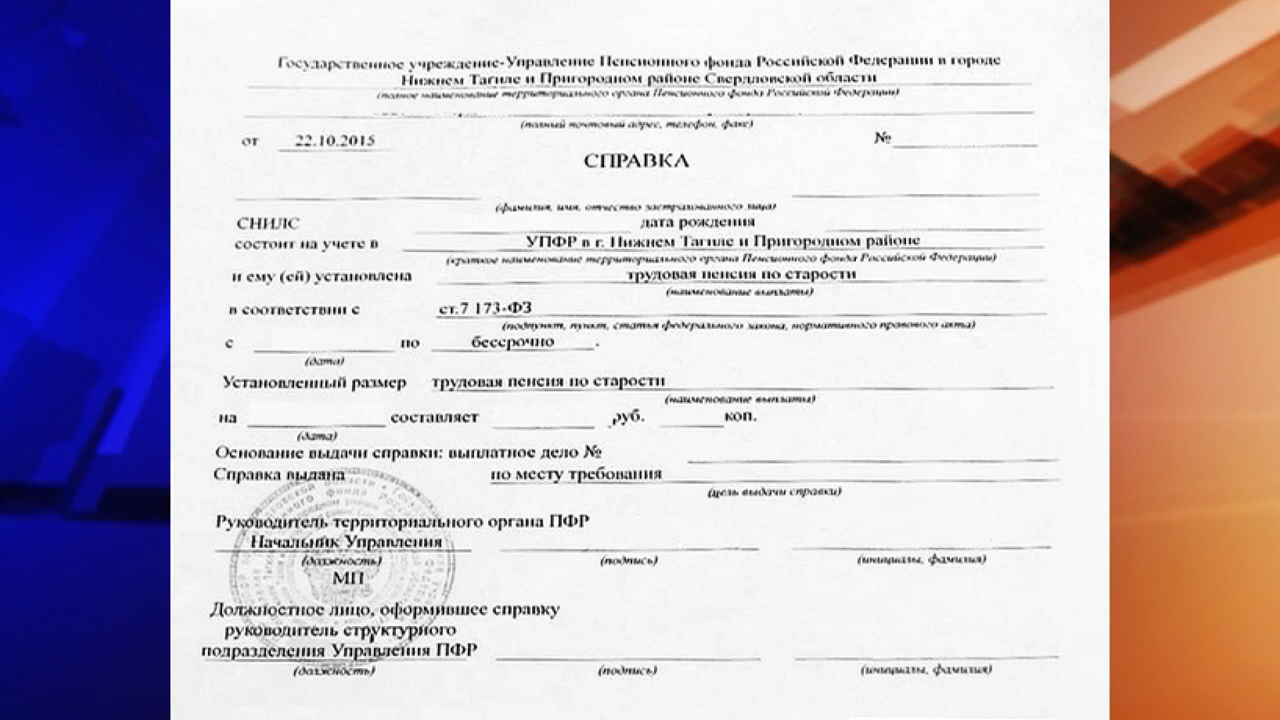 Государственное учреждение-Управление Пенсионного фонда Российской Федерации в городе
Нижнем Тагиле и Пригородном районе Свердловской области
(полное наименование территориального органа Пенсионного фонда Российской Федерации)
(полный почтовый адрес, телефон, факс)
от 22.10.2015 №
СПРАВКА
(фамилия, имя, отчество застрахованного лица)
СНИЛС дата рождения
состоит на учете в УПФР в г. Нижнем Тагиле и Пригородном районе
(краткое наименование территориального органа Пенсионного фонда Российской Федерации)
и ему (ей) установлена трудовая пенсия по старости
(наименование выплаты)
в соответствии с ст.7 173-ФЗ
(подпункт, пункт, статья федерального закона, нормативного правового акта)
с по бессрочно .
(дата)
Установленный размер трудовая пенсия по старости
(наименование выплаты)
на составляет руб. коп.
(дата)
Основание выдачи справки: выплатное дело №
Справка выдана по месту требования
(цель выдачи справки)
Руководитель территориального органа ПФР
Начальник Управления
(должность) (подпись) (инициалы, фамилия)
МП
Должностное лицо, оформившее справку
руководитель структурного
подразделения Управления ПФР
(должность) (подпись) (инициалы, фамилия)